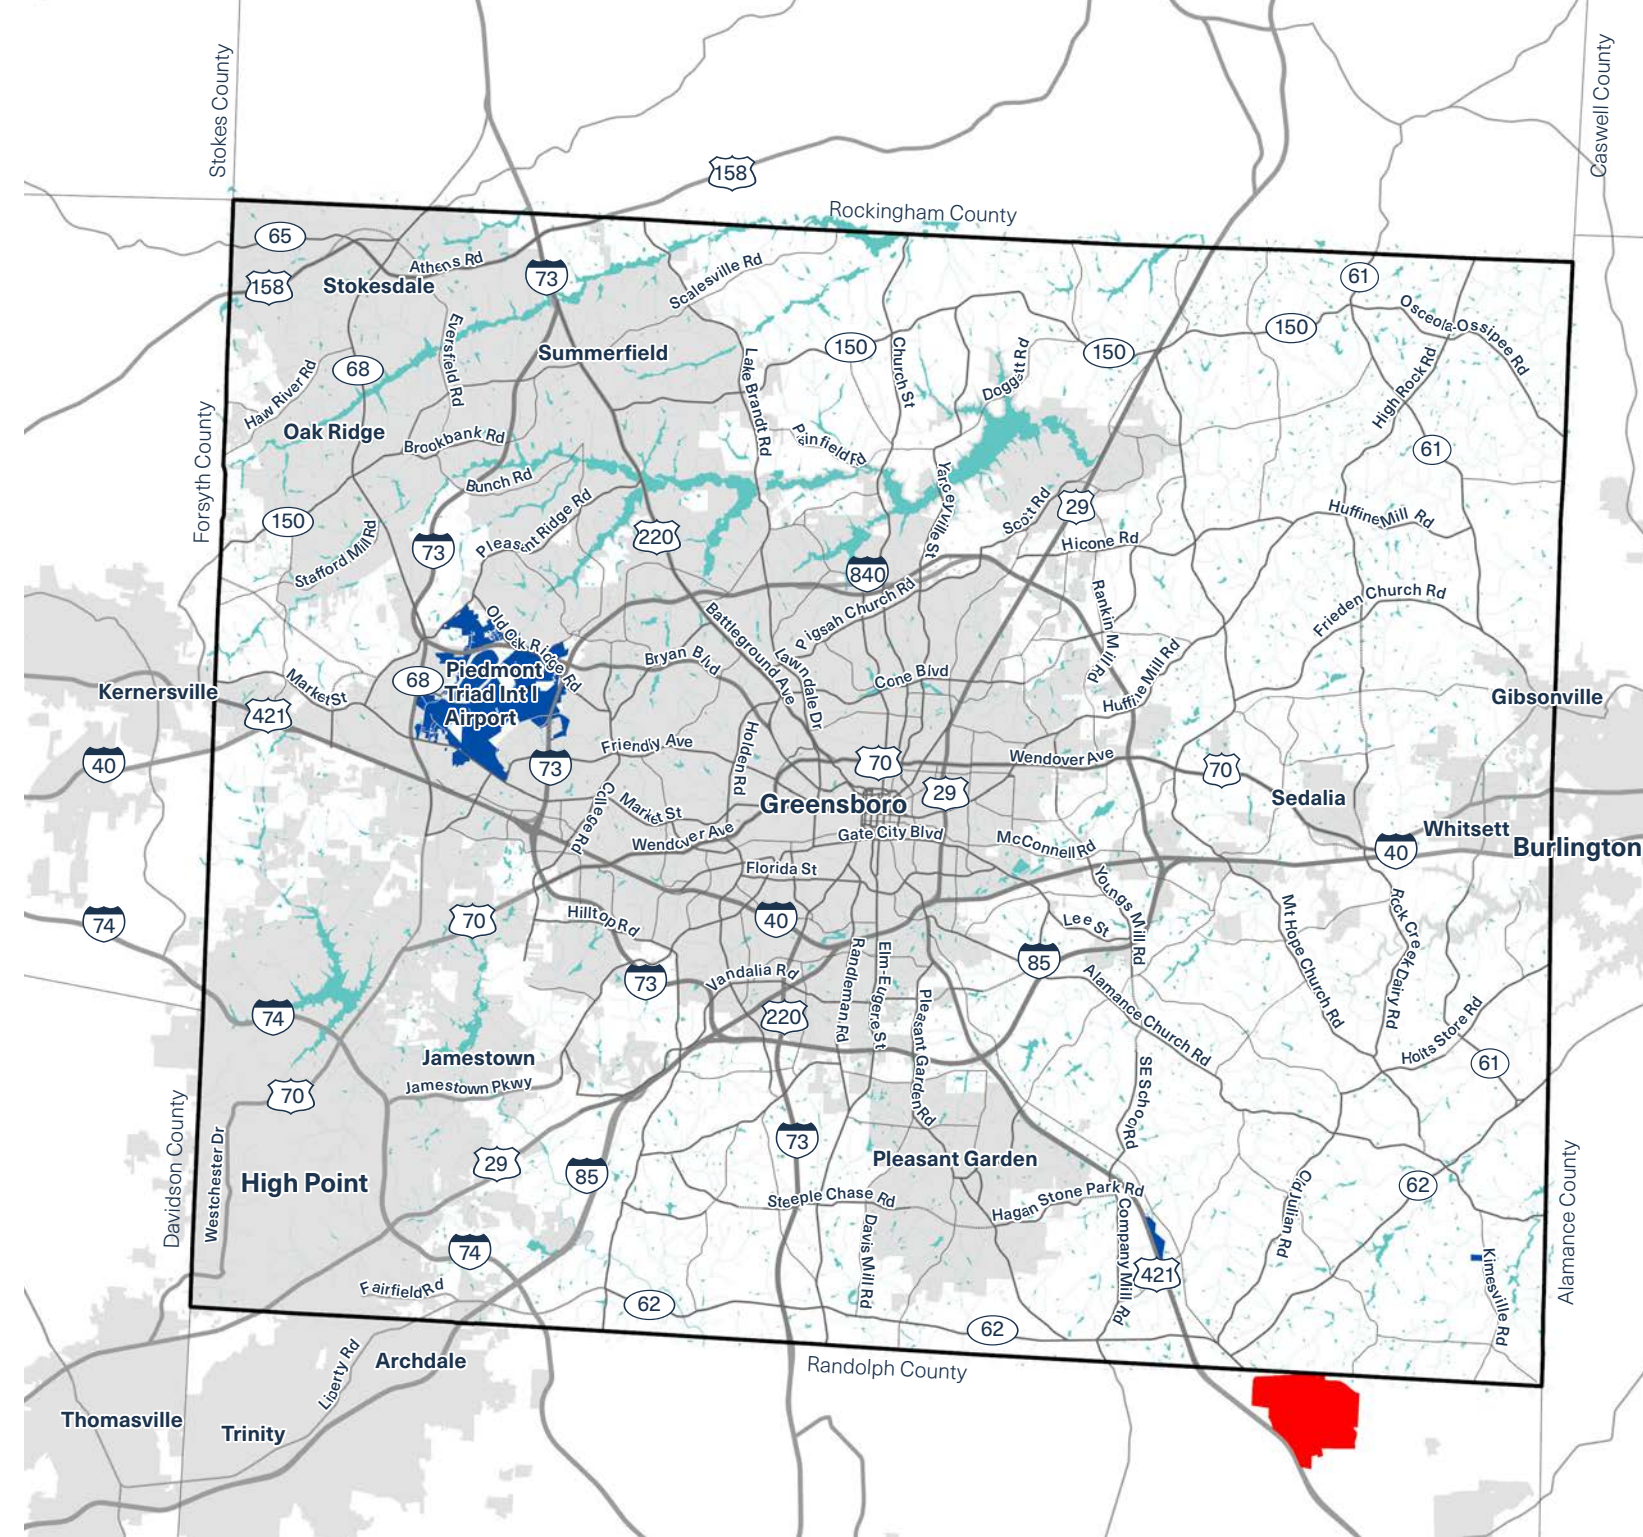 Stokes County
Caswell County
158
Rockingham County
65
Athens Rd
158
Stokesdale
73
Scalesville Rd
61
Eversfield Rd
Summerfield
150
Church St
Doggett Rd
150
150
Osceola-Ossipee Rd
Haw River Rd
68
Lake Brandt Rd
High Rock Rd
Forsyth County
Oak Ridge
Brookbank Rd
61
Bunch Rd
Yanceyville St
Scott Rd
29
Huffine Mill Rd
150
Stafford Mill Rd
73
Pleasant Ridge Rd
220
Hicone Rd
840
Pisgah Church Rd
Rankin Mill Rd
Frieden Church Rd
Old Oak Ridge Rd
Battleground Ave
Lawndale Dr
Bryan Blvd
Cone Blvd
Huffine Mill Rd
Kernersville
Market St
68
Piedmont
Triad Int l
Airport
Gibsonville
421
40
73
Friendly Ave
Holden Rd
70
Wendover Ave
70
College Rd
Market St
Greensboro
29
Sedalia
Wendover Ave
Gate City Blvd
McConnell Rd
Whitsett
40
Burlington
Florida St
Youngs Mill Rd
74
70
Hilltop Rd
40
Lee St
Mt Hope Church Rd
Rock Creek Dairy Rd
85
Vandalia Rd
Randleman Rd
Elm-Eugene St
Alamance Church Rd
73
74
220
Pleasant Garden Rd
Jamestown
Hoits Store Rd
61
70
Jamestown Pkwy
SE School Rd
Davidson County
Westchester Dr
73
29
85
High Point
Pleasant Garden
62
Alamance County
Steeple Chase Rd
Hagan Stone Park Rd
Old Julian Rd
Davis Mill Rd
Company Mill Rd
74
421
Kimesville Rd
Fairfield Rd
62
62
Liberty Rd
Archdale
Randolph County
Thomasville
Trinity